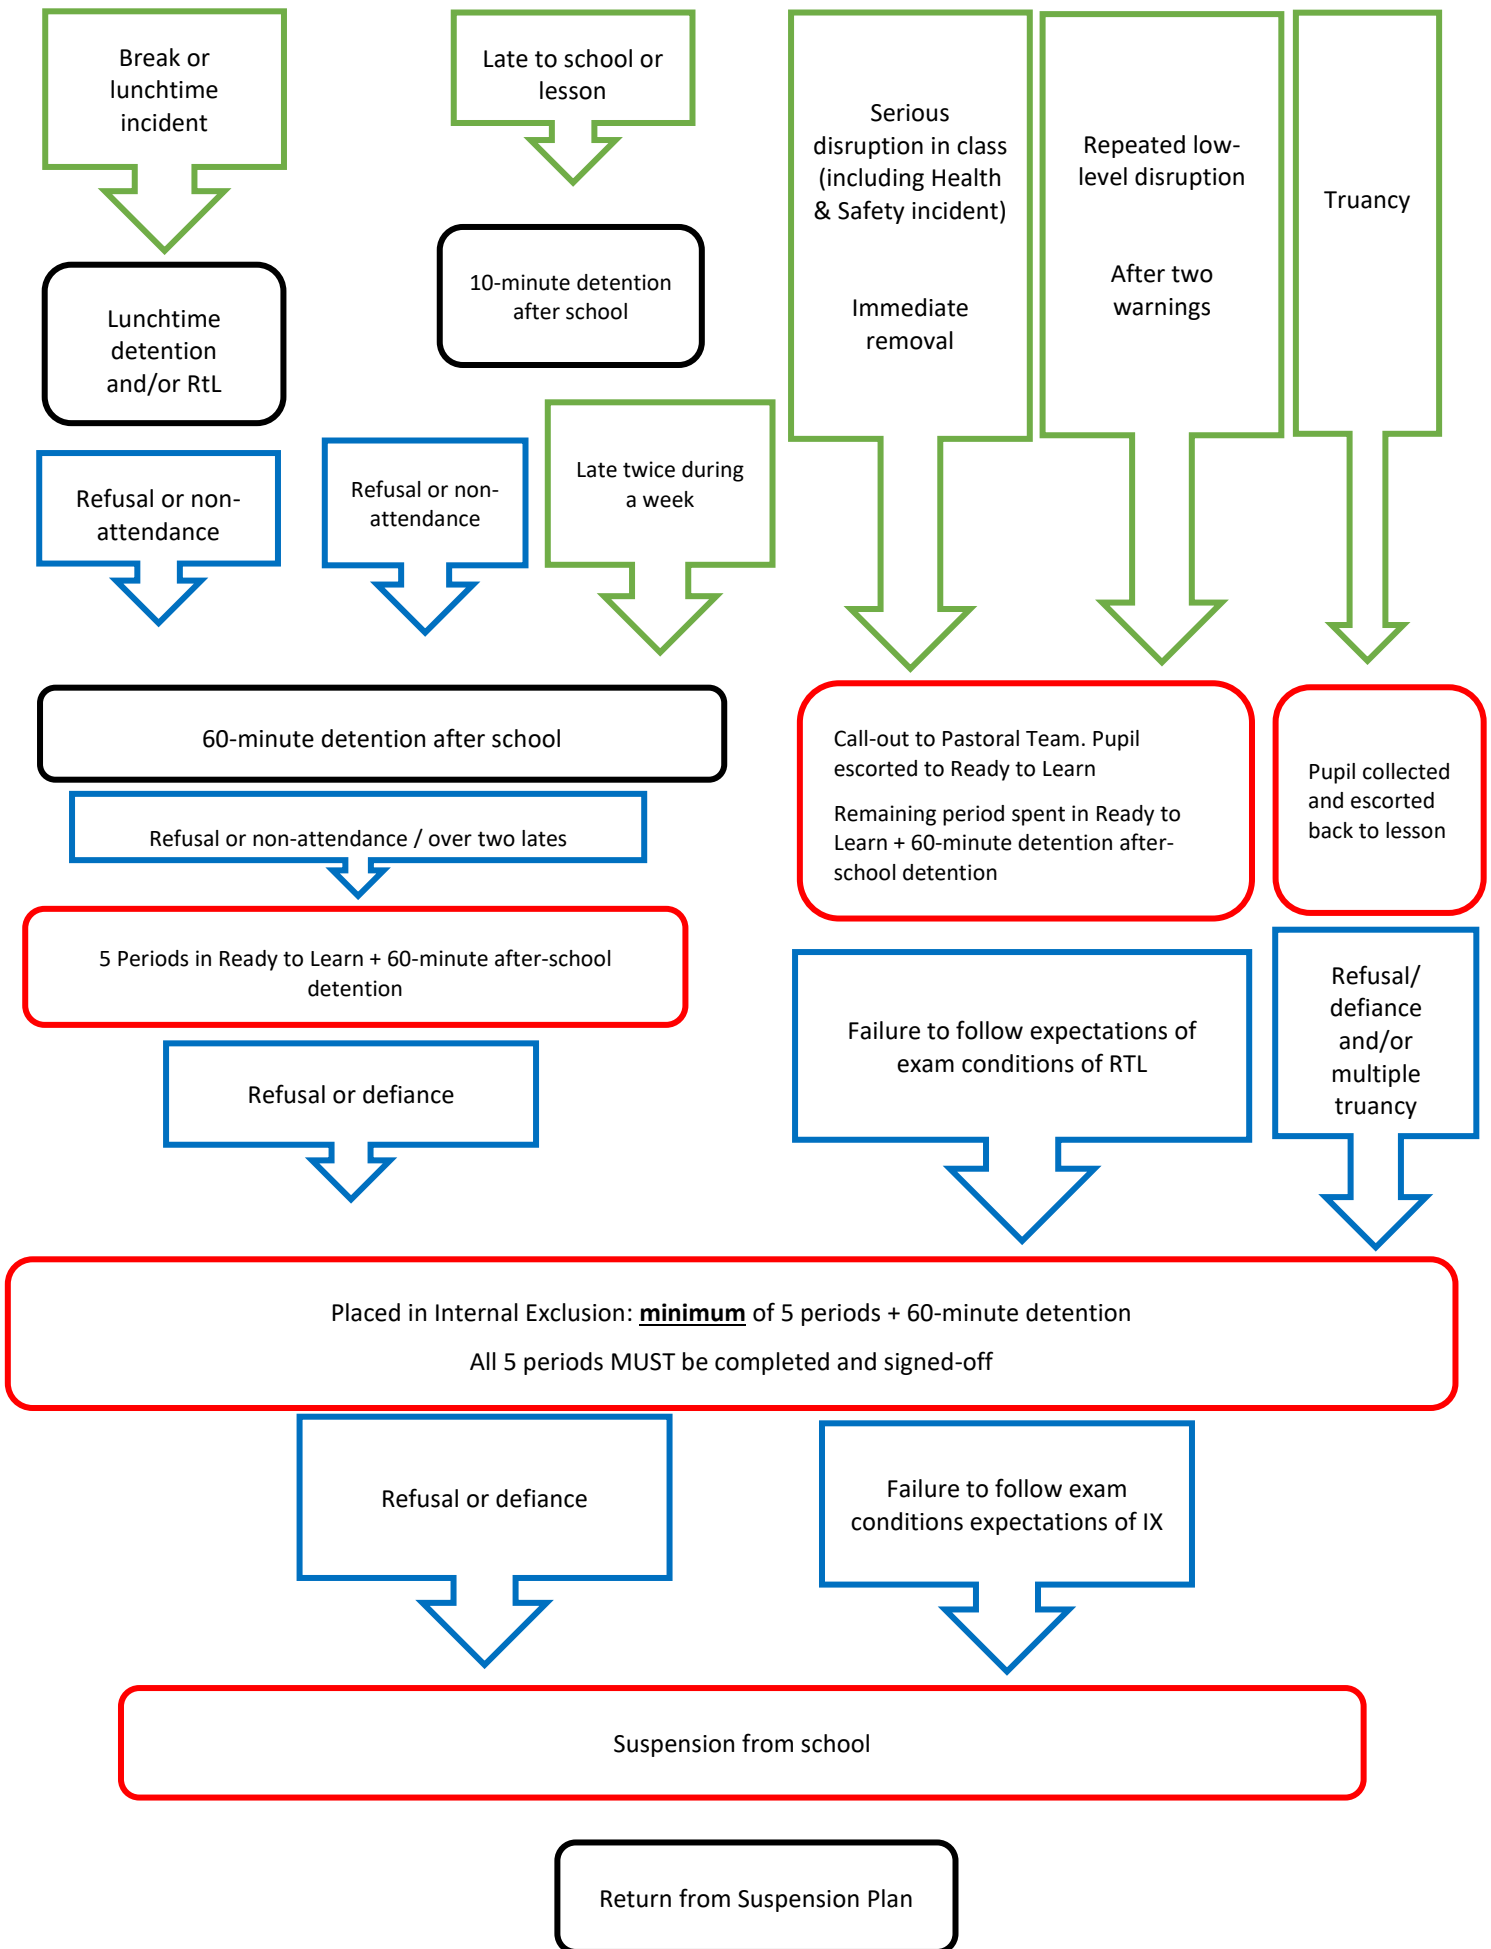 Break or
lunchtime
incident
Late to school or
lesson
Serious
disruption in class
(including Health
& Safety incident)
Immediate
removal
Repeated low-
level disruption
After two
warnings
Truancy
Lunchtime
detention
and/or RtL
10-minute detention
after school
Refusal or non-
attendance
Refusal or non-
attendance
Late twice during
a week
60-minute detention after school
Call-out to Pastoral Team. Pupil
escorted to Ready to Learn
Remaining period spent in Ready to
Learn + 60-minute detention after-
school detention
Pupil collected
and escorted
back to lesson
Refusal or non-attendance / over two lates
5 Periods in Ready to Learn + 60-minute after-school
detention
Failure to follow expectations of
exam conditions of RTL
Refusal/
defiance
and/or
multiple
truancy
Refusal or defiance
Placed in Internal Exclusion: minimum of 5 periods + 60-minute detention
All 5 periods MUST be completed and signed-off
Refusal or defiance
Failure to follow exam
conditions expectations of IX
Suspension from school
Return from Suspension Plan